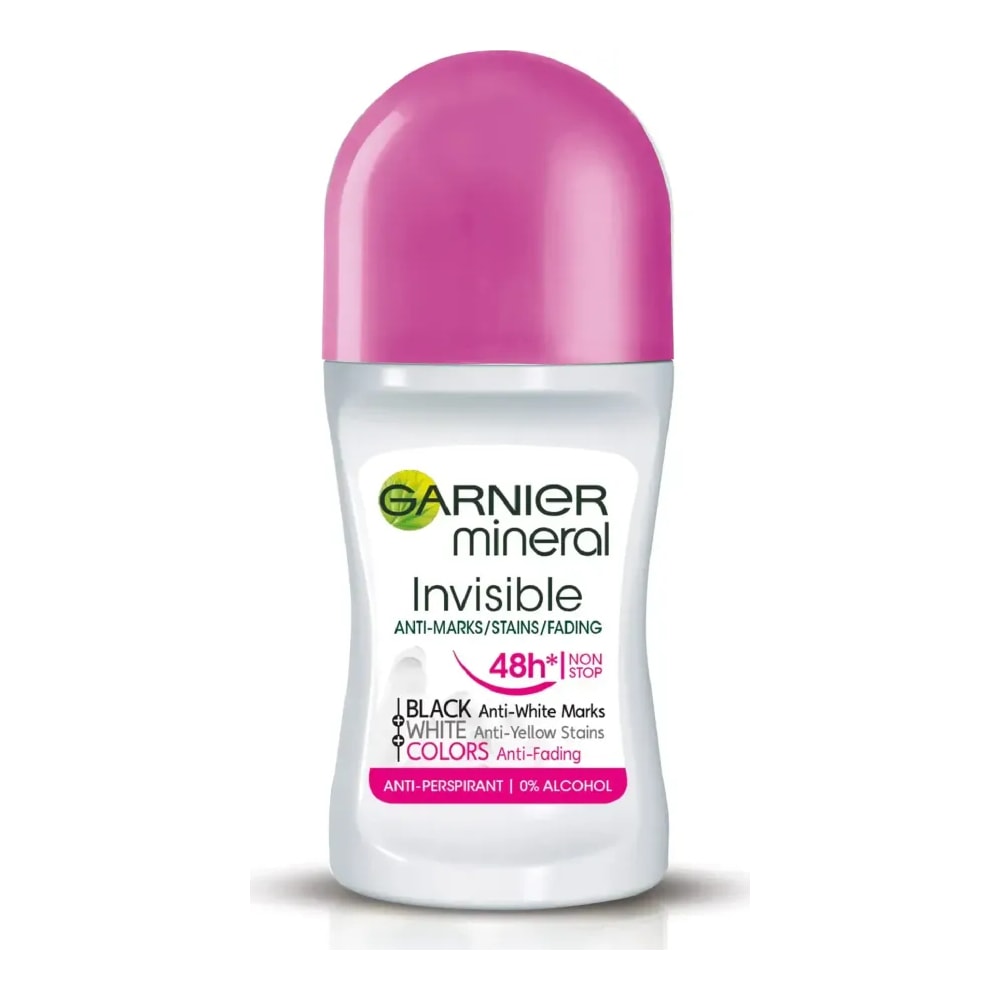 GARNIER
mineral
Invisible
ANTI-MARKS/STAINS/FADING
48h* NON
STOP
BLACK Anti-White Marks
+
WHITE Anti-Yellow Stains
+
COLORS Anti-Fading
ANTI-PERSPIRANT | 0% ALCOHOL